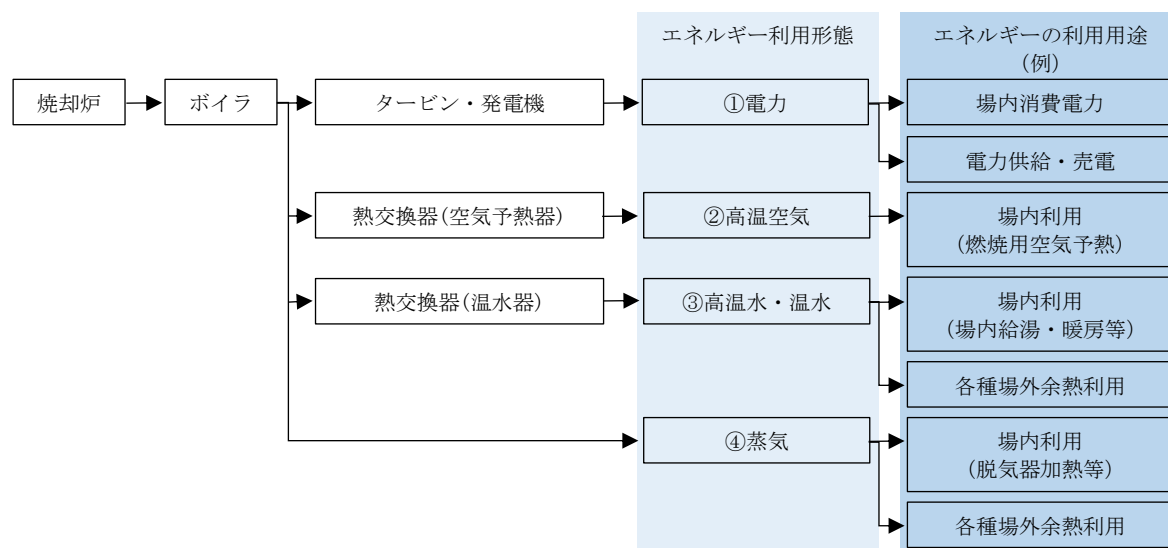 エネルギー利用形態
エネルギーの利用用途
(例)
焼却炉
ボイラ
タービン・発電機
①電力
場内消費電力
電力供給・売電
熱交換器(空気予熱器)
②高温空気
場内利用
(燃焼用空気予熱)
熱交換器(温水器)
③高温水・温水
場内利用
(場内給湯・暖房等)
各種場外余熱利用
④蒸気
場内利用
(脱気器加熱等)
各種場外余熱利用